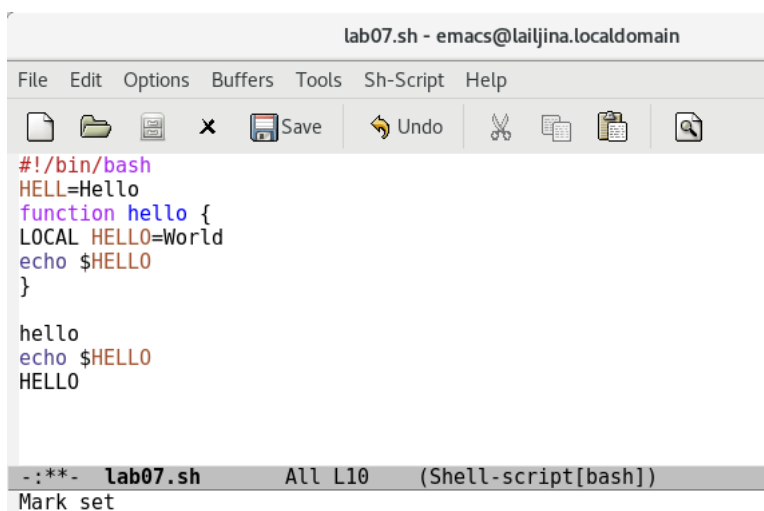 lab07.sh - emacs@lailjina.localdomain
File Edit Options Buffers Tools Sh-Script Help
Save Undo
#!/bin/bash
HELL=Hello
function hello {
LOCAL HELLO=World
echo $HELLO
}
hello
echo $HELLO
HELLO
-:**- lab07.sh All L10 (Shell-script[bash])
Mark set